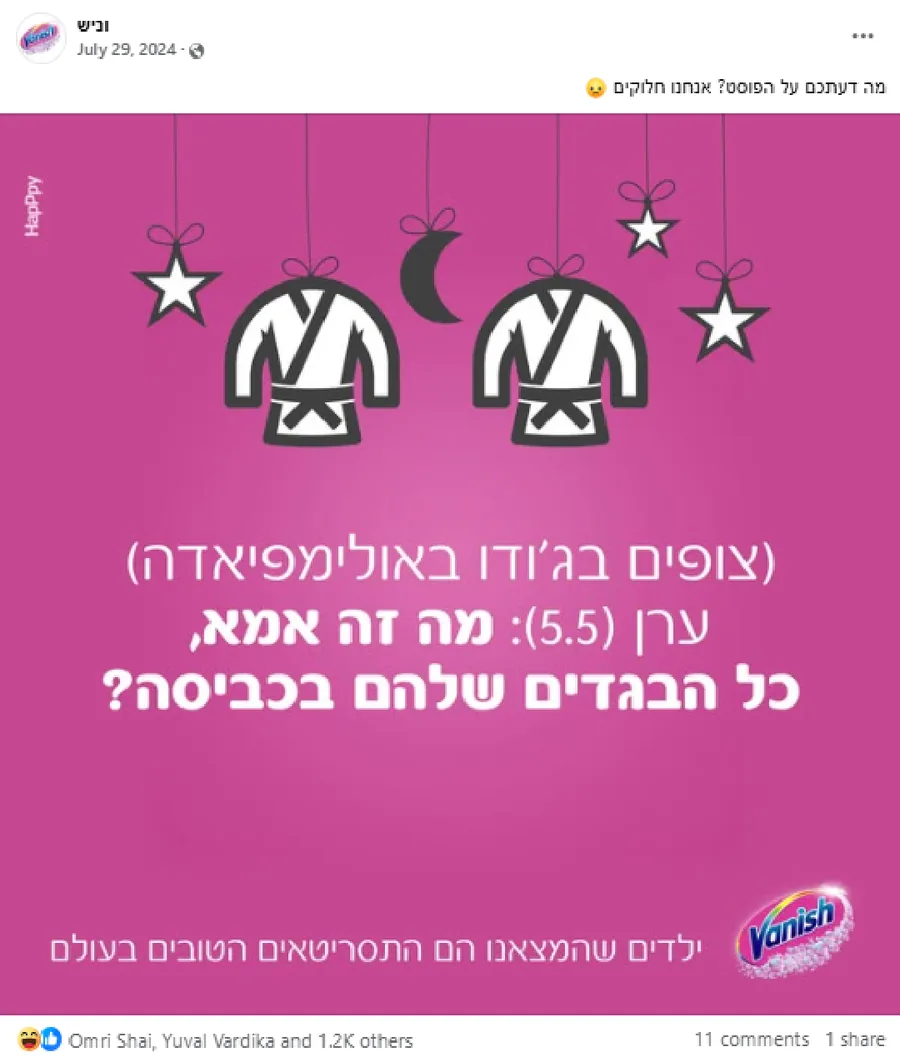 וניש
July 29, 2024 ·
מה דעתכם על הפוסט? אנחנו חלוקים 😖
HapPpy
(צופים בג'ודו באולימפיאדה)
ערן (5.5): מה זה אמא,
כל הבגדים שלהם בכביסה?
ילדים שהמצאנו הם התסריטאים הטובים בעולם
Vanish
Omri Shai, Yuval Vardika and 1.2K others
11 comments 1 share